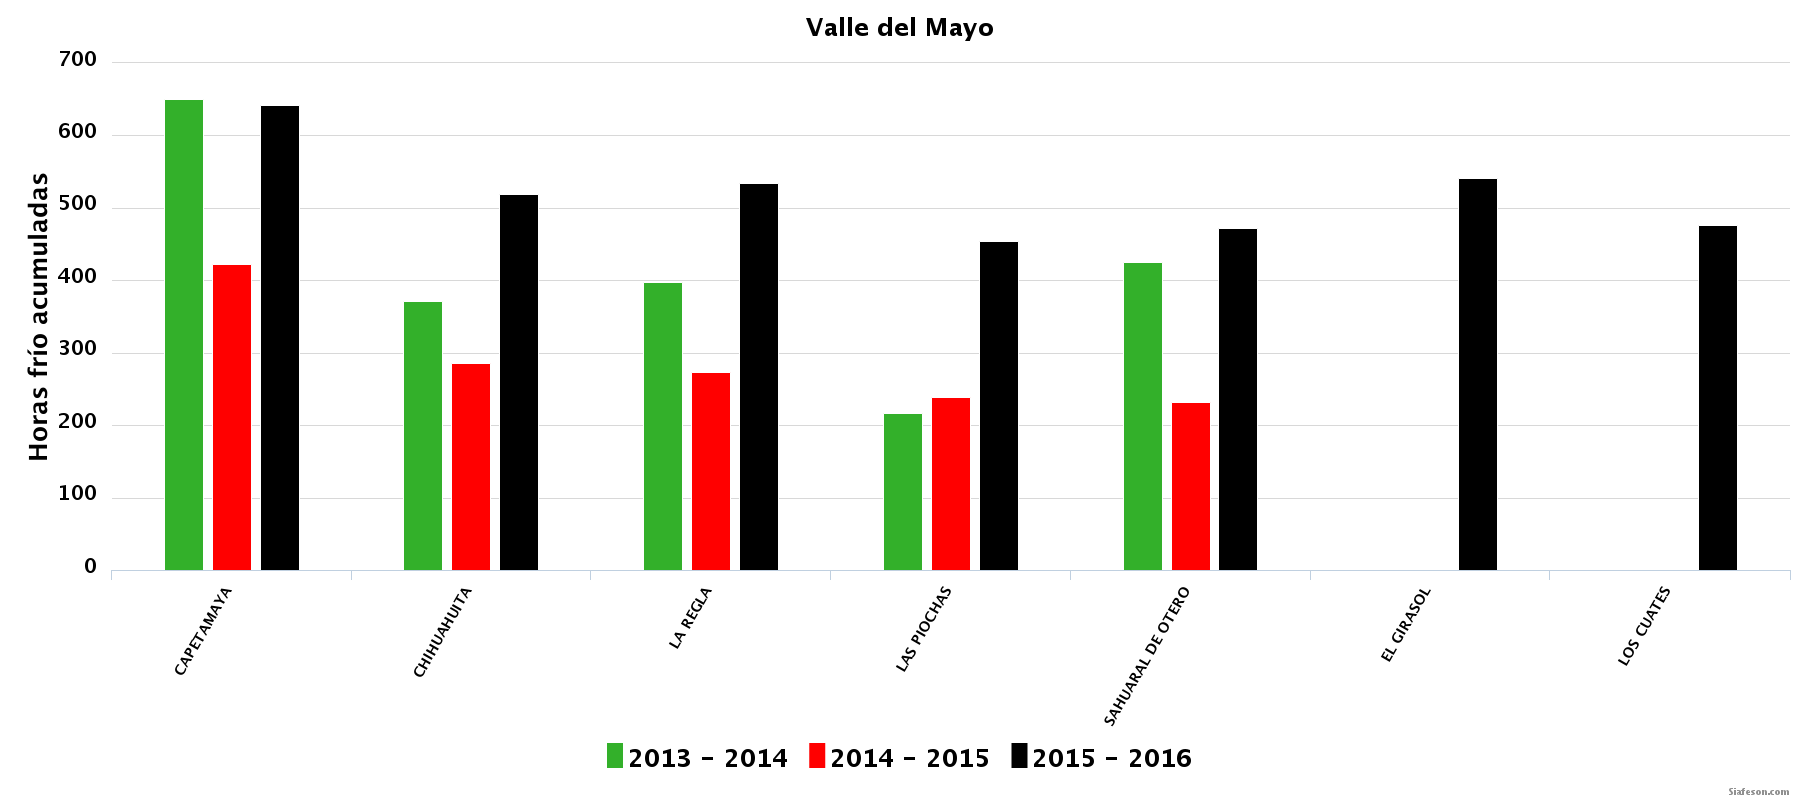 Valle del Mayo
Horas frío acumuladas
700
600
500
400
300
200
100
0
CAPETAMAYA
CHIHUAHUITA
LA REGLA
LAS PIOCHAS
SAHUARAL DE OTERO
EL GIRASOL
LOS CUATES
2013 - 2014 2014 - 2015 2015 - 2016
Siafeson.com